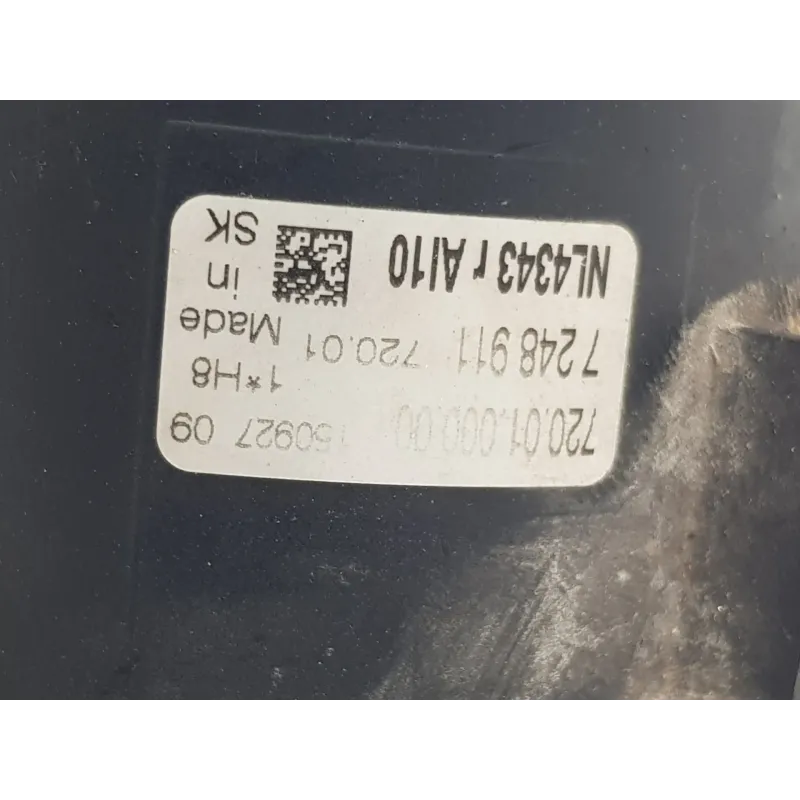 720.01.000.00 150927 09
1*H8
7 248 911 720.01 Made
NL4343 r AI10 in
SK